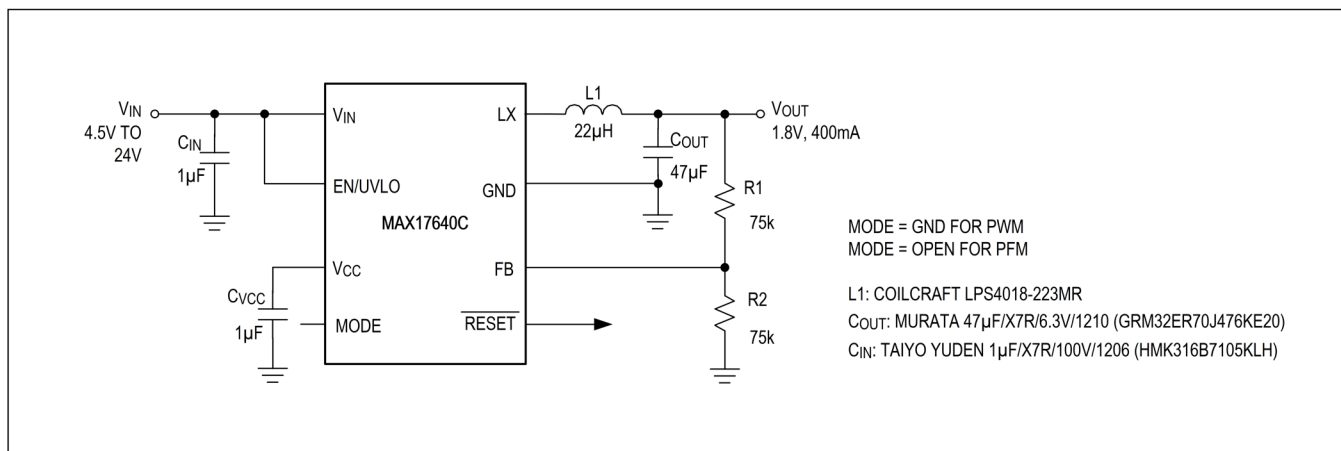 VIN
4.5V TO
24V
CIN
1µF
VIN
EN/UVLO
VCC
MODE
MAX17640C
LX
GND
FB
RESET
CVCC
1µF
L1
22µH
COUT
47µF
VOUT
1.8V, 400mA
R1
75k
R2
75k
MODE = GND FOR PWM
MODE = OPEN FOR PFM
L1: COILCRAFT LPS4018-223MR
COUT: MURATA 47µF/X7R/6.3V/1210 (GRM32ER70J476KE20)
CIN: TAIYO YUDEN 1µF/X7R/100V/1206 (HMK316B7105KLH)